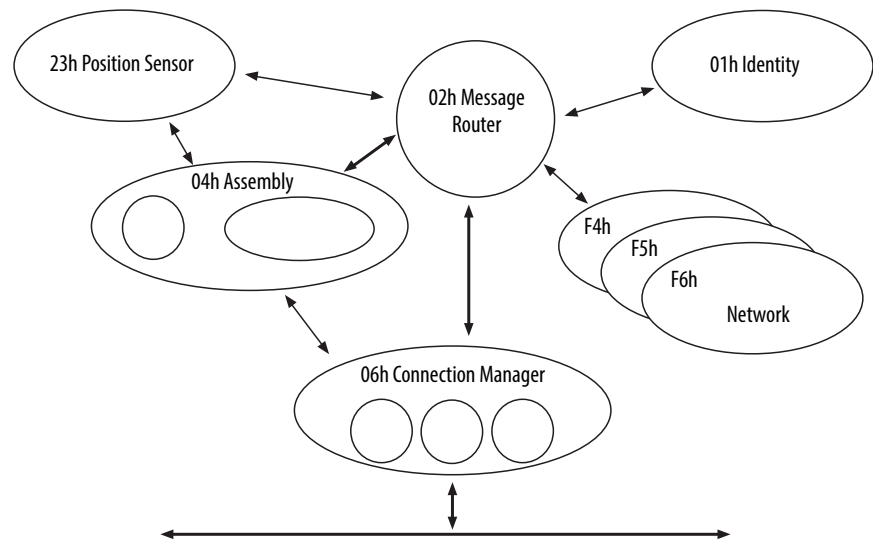 23h Position Sensor
02h Message
Router
01h Identity
04h Assembly
F4h
F5h
F6h
Network
06h Connection Manager